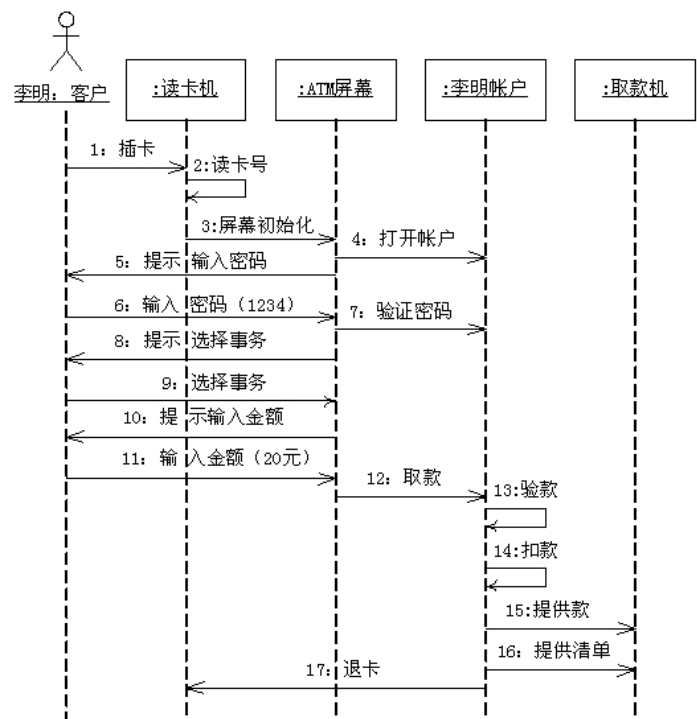 李明：客户
:读卡机
:ATM屏幕
:李明帐户
:取款机
1：插卡
2:读卡号
3:屏幕初始化
4：打开帐户
5：提示 输入密码
6：输入 密码（1234）
7：验证密码
8：提示 选择事务
9：选择事务
10：提 示输入金额
11：输 入金额（20元）
12：取款
13:验款
14:扣款
15:提供款
16：提供清单
17：退卡